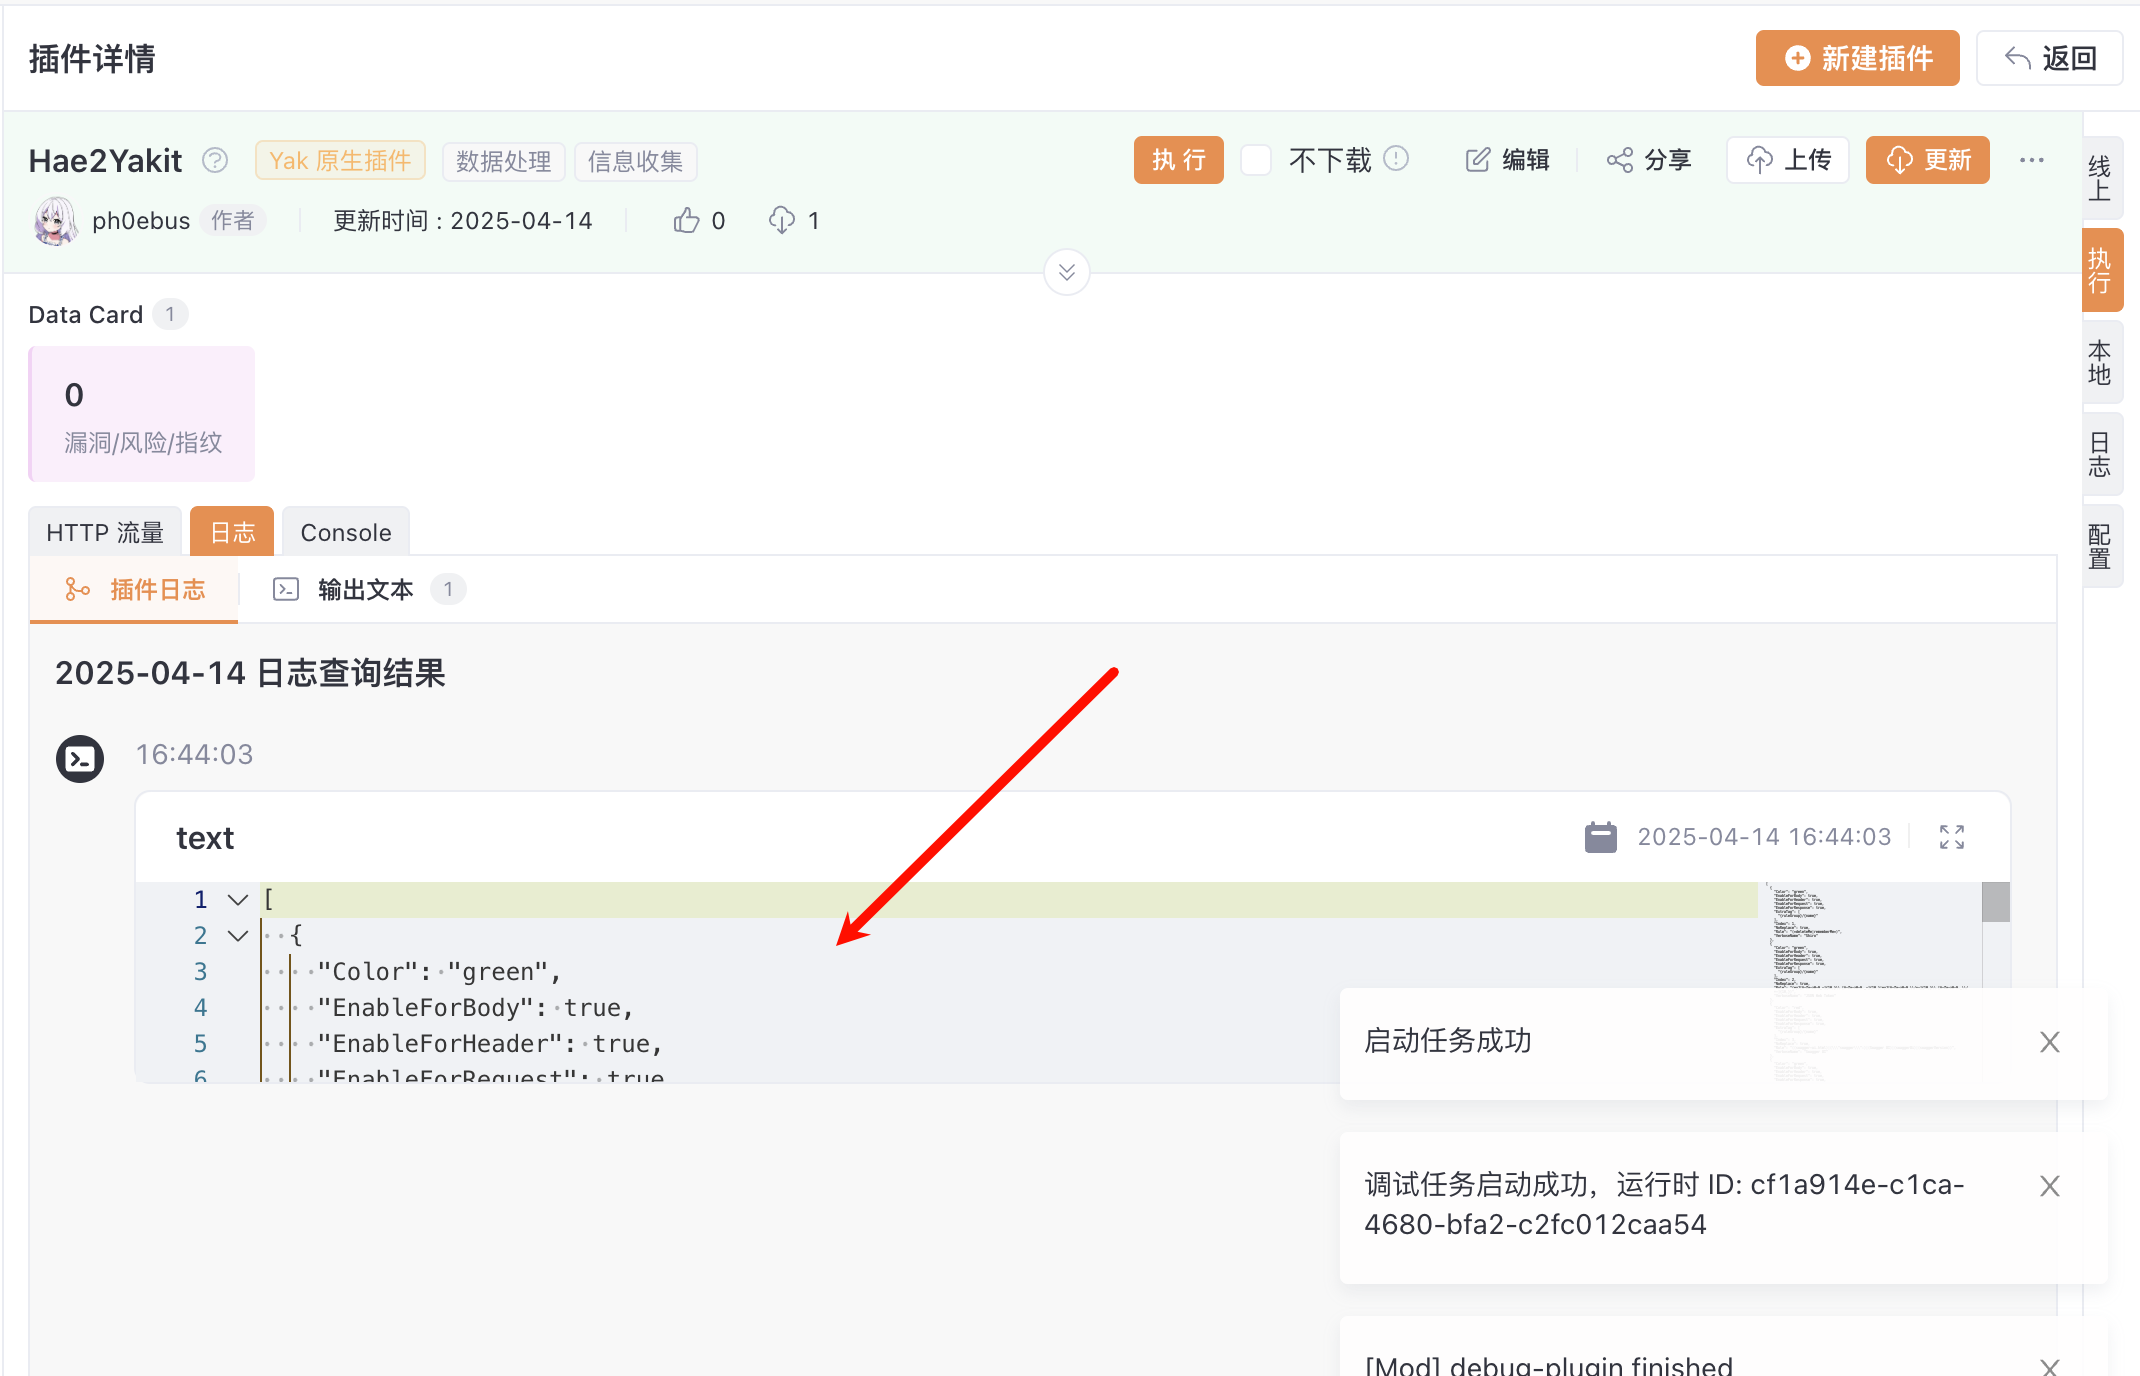 插件详情
新建插件
返回
Hae2Yakit
Yak 原生插件
数据处理
信息收集
执 行
不下载
编辑
分享
上传
更新
ph0ebus
作者
更新时间 : 2025-04-14
0
1
线上
执行
本地
日志
配置
Data Card 1
0
漏洞/风险/指纹
HTTP 流量
日志
Console
插件日志
输出文本 1
2025-04-14 日志查询结果
16:44:03
text
2025-04-14 16:44:03
1 [
2 {
3 "Color": "green",
4 "EnableForBody": true,
5 "EnableForHeader": true,
6 "EnableForRequest": true
启动任务成功
调试任务启动成功，运行时 ID: cf1a914e-c1ca-
4680-bfa2-c2fc012caa54
[Mod] debug-plugin finished